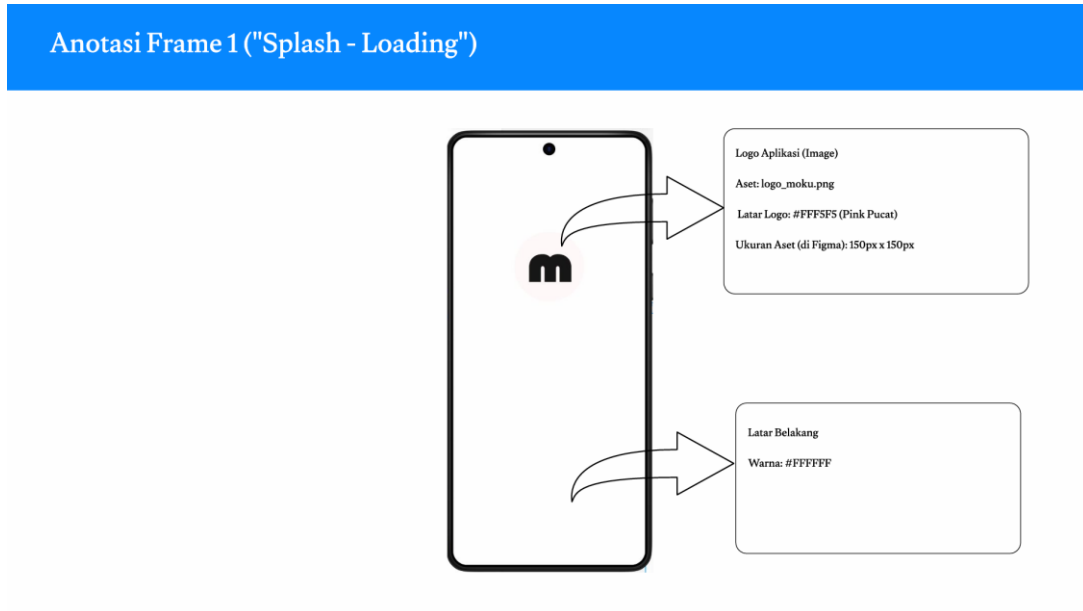 Anotasi Frame 1 ("Splash - Loading")
m
Logo Aplikasi (Image)
Aset: logo_moku.png
Latar Logo: #FFF5F5 (Pink Pucat)
Ukuran Aset (di Figma): 150px x 150px
Latar Belakang
Warna: #FFFFFF